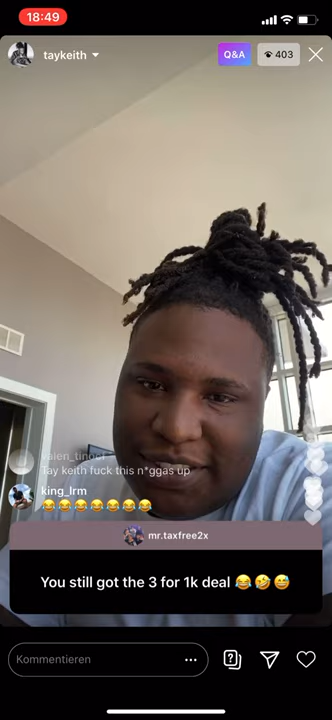 18:49
taykeith
Q&A
403
valen_tinocf
Tay keith fuck this n*ggas up
king_lrm
😂😂😂😂😂😂😂
mr.taxfree2x
You still got the 3 for 1k deal 😂🤣😅
Kommentieren